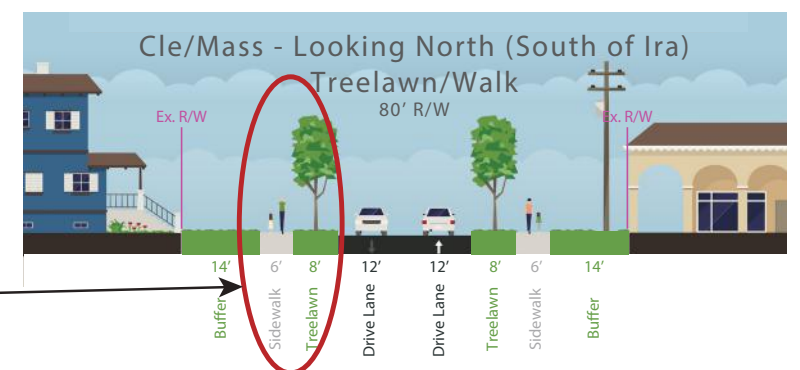 Cle/Mass - Looking North (South of Ira)
Treelawn/Walk
80' R/W
Ex. R/W
Ex. R/W
14' 6' 8' 12' 12' 8' 6' 14'
Buffer
Sidewalk
Treelawn
Drive Lane
Drive Lane
Treelawn
Sidewalk
Buffer